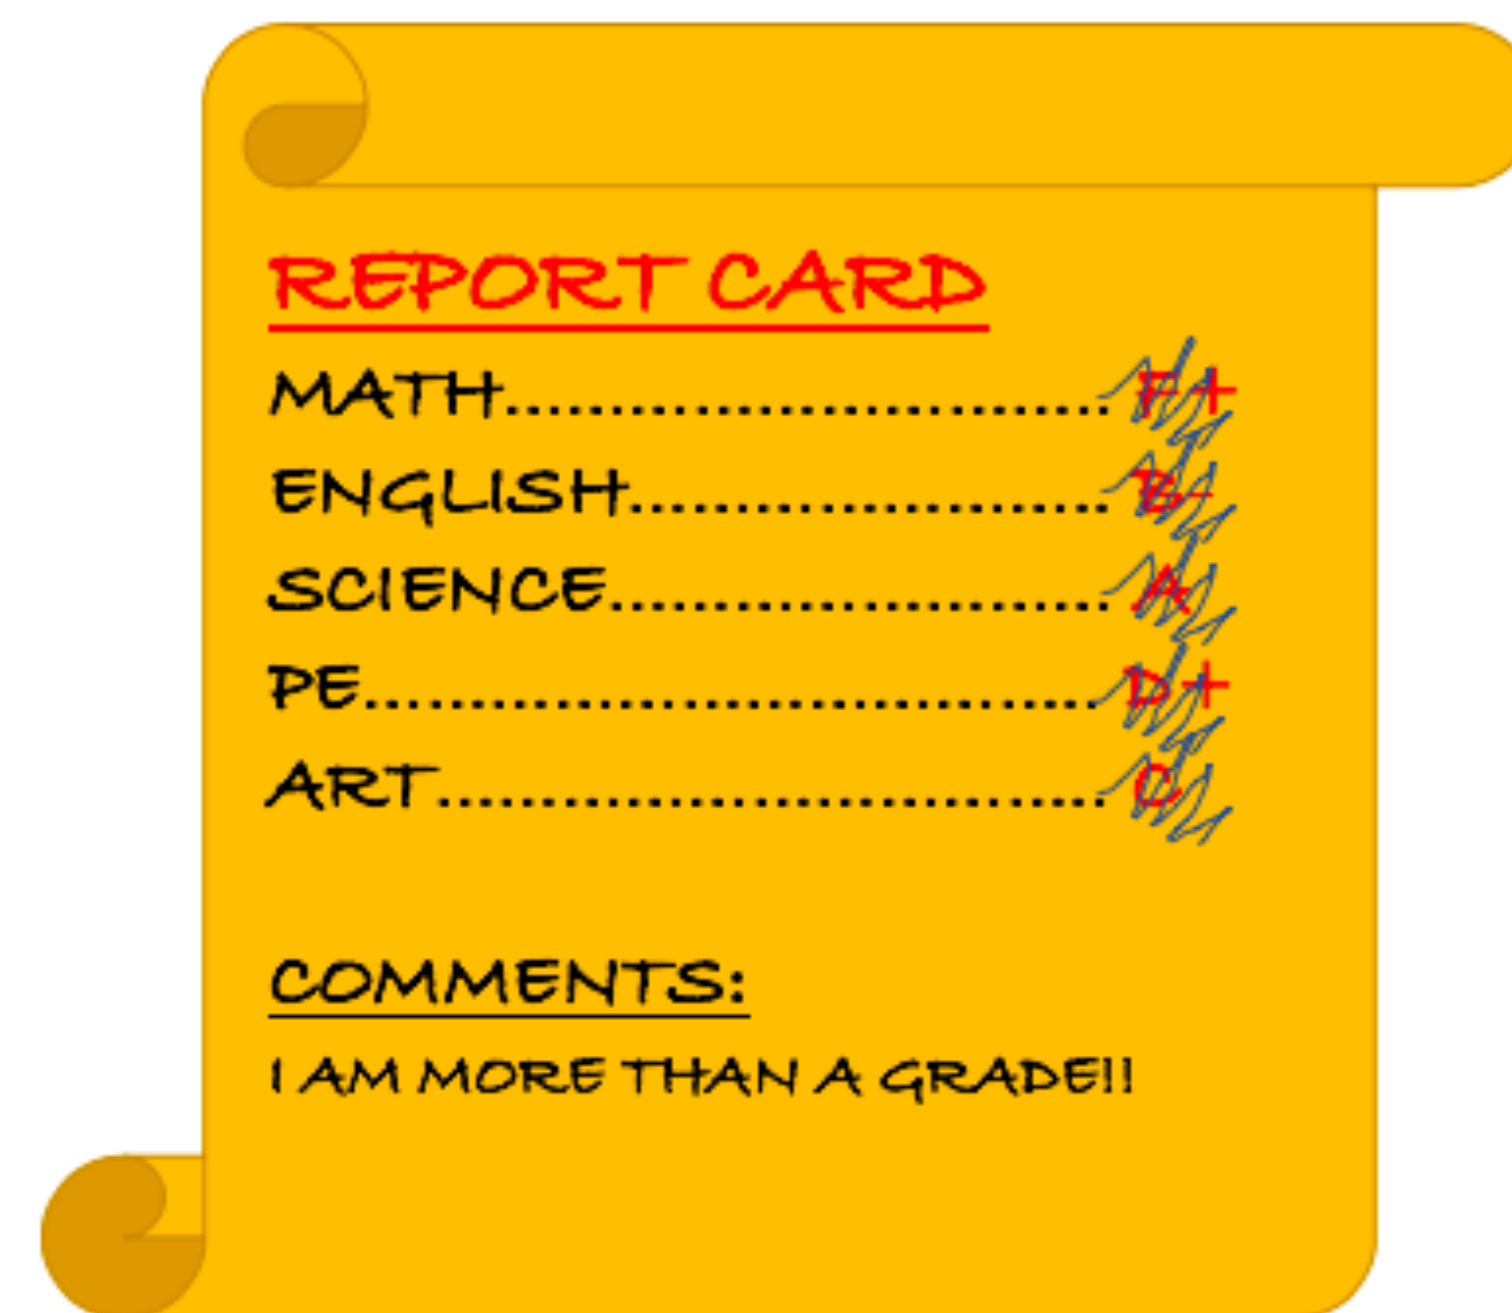 REPORT CARD
MATH.............................F+
ENGLISH.......................B-
SCIENCE........................A
PE...................................D+
ART................................C
COMMENTS:
I AM MORE THAN A GRADE!!